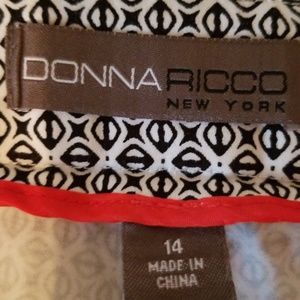 DONNA RICCO
NEW YORK
14
MADE IN
CHINA